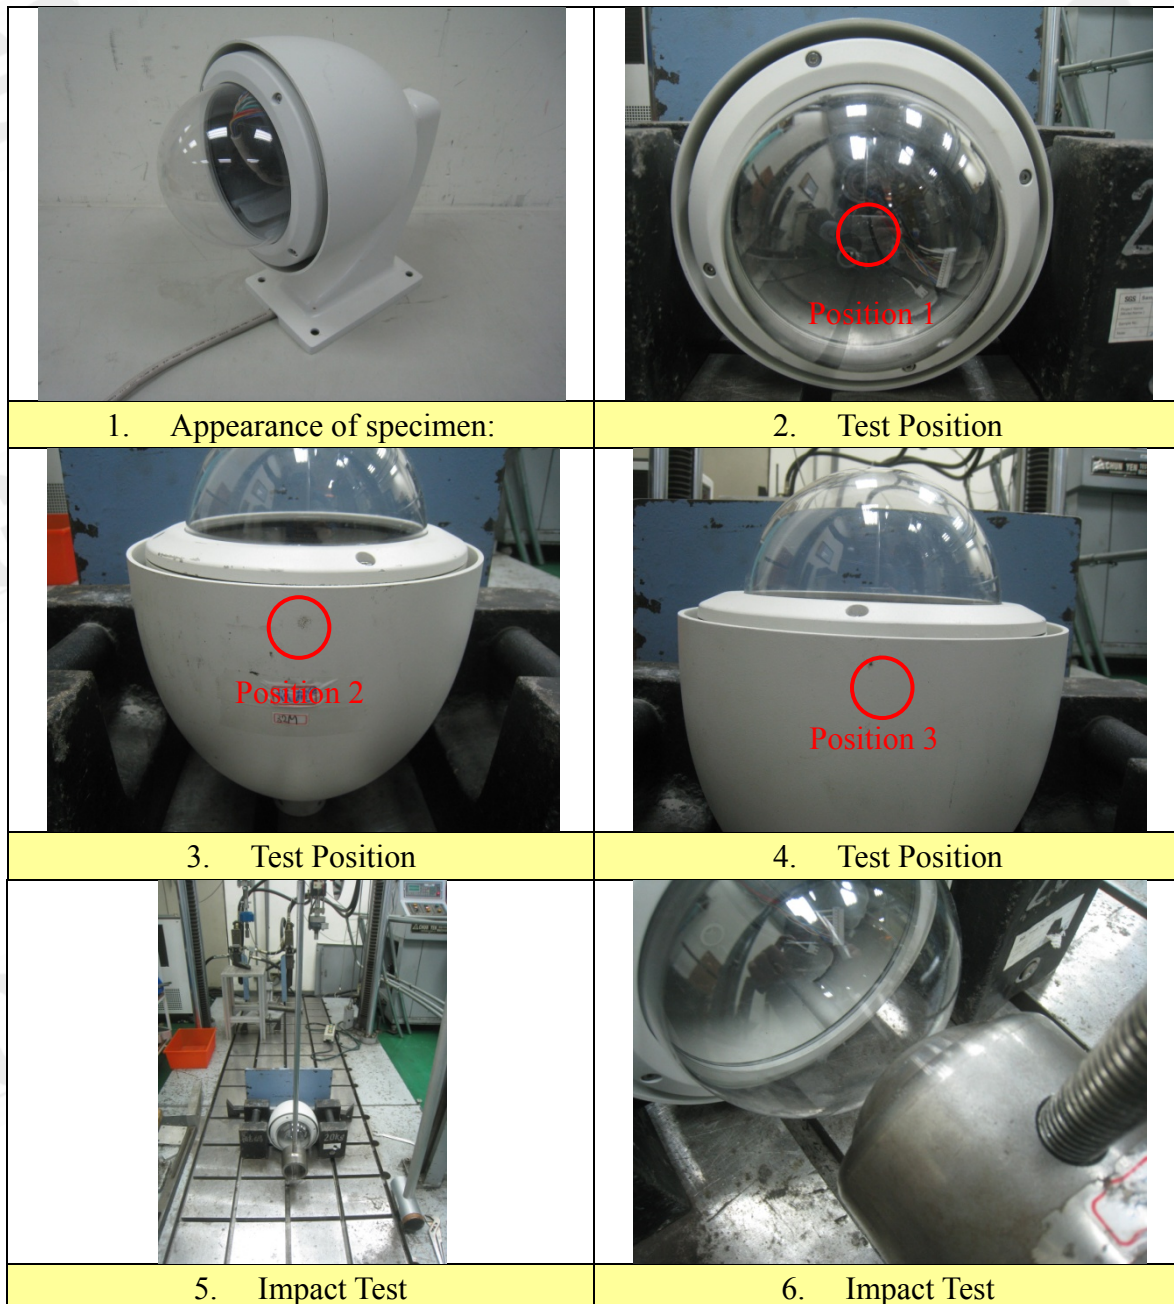 Position 1
1. Appearance of specimen:
2. Test Position
Position 2
Position 3
3. Test Position
4. Test Position
5. Impact Test
6. Impact Test